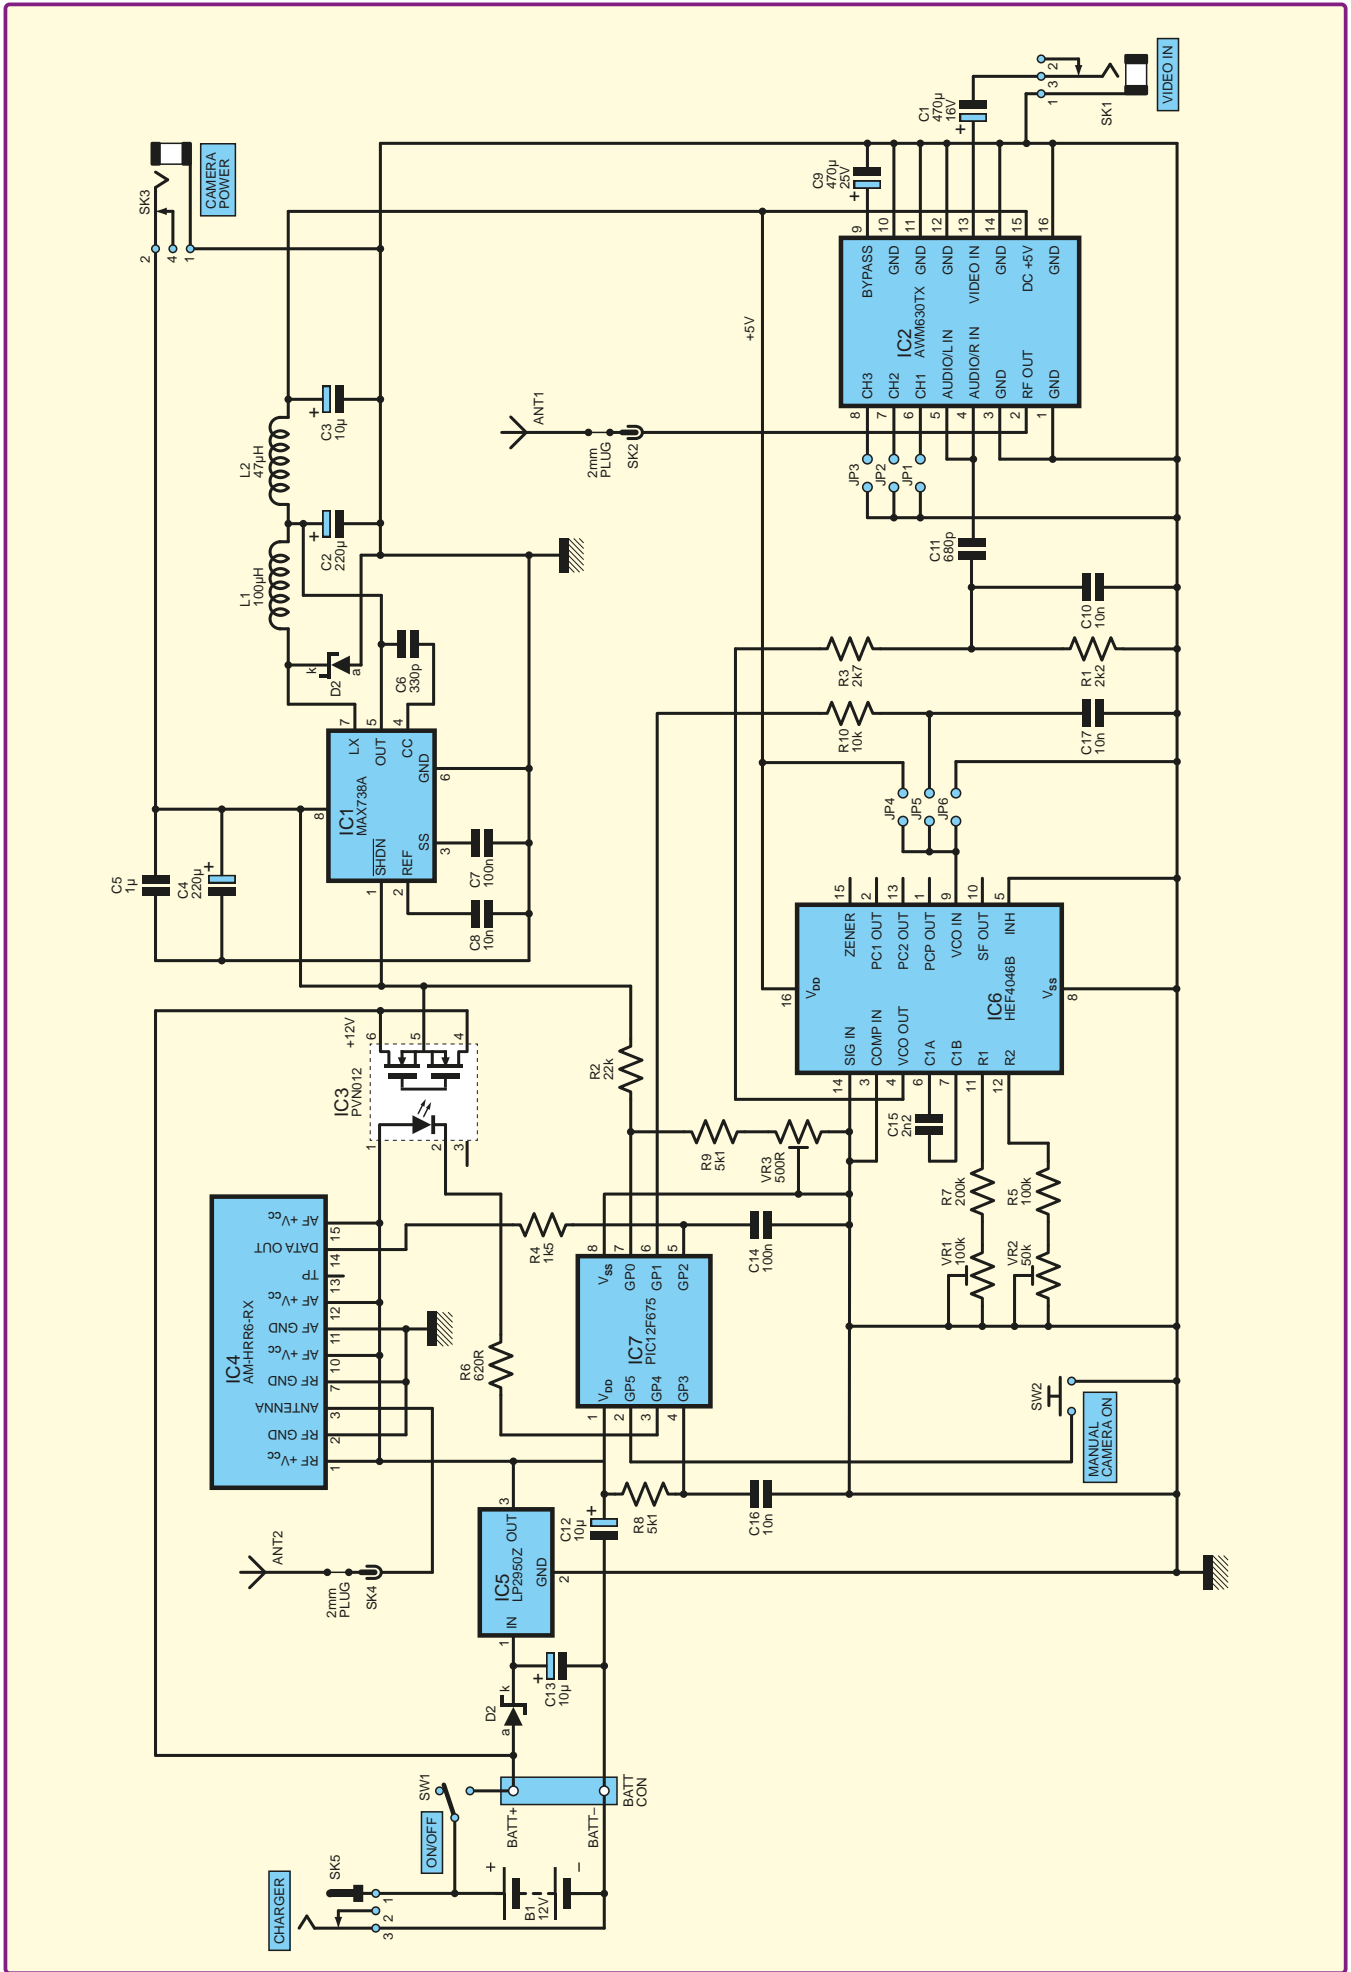 CHARGER
SK5
3
2
1
B1
12V
+
–
ON/OFF
SW1
BATT+
BATT–
BATT
CON
D2
a
k
C13
10µ
+
IC5
LP2950Z
IN
OUT
GND
1
3
2
ANT2
2mm
PLUG
SK4
C12
10µ
+
R8
5k1
C16
10n
MANUAL
CAMERA ON
SW2
IC4
AM-HRR6-RX
RF +Vcc
RF GND
ANTENNA
RF GND
AF +Vcc
AF GND
AF +Vcc
TP
DATA OUT
AF +Vcc
1
2
3
7
10
11
12
13
14
15
R6
620R
IC7
PIC12F675
VDD
GP5
GP4
GP3
VSS
GP0
GP1
GP2
1
2
3
4
8
7
6
5
R4
1k5
C14
100n
IC3
PVN012
+12V
1
2
3
6
5
4
R2
22k
R9
5k1
VR3
500R
VR1
100k
VR2
50k
R7
200k
R5
100k
C15
2n2
IC6
HEF4046B
SIG IN
COMP IN
VCO OUT
C1A
C1B
R1
R2
VDD
VSS
ZENER
PC1 OUT
PC2 OUT
PCP OUT
VCO IN
SF OUT
INH
14
3
4
6
7
11
12
16
8
15
2
13
1
9
10
5
JP4
JP5
JP6
C5
1µ
C4
220µ
+
IC1
MAX738A
SHDN
REF
SS
LX
OUT
CC
GND
1
2
3
8
7
5
4
6
C8
10n
C7
100n
C6
330p
D2
k
a
L1
100µH
C2
220µ
+
L2
47µH
C3
10µ
+
R10
10k
R3
2k7
C17
10n
R1
2k2
C10
10n
C11
680p
ANT1
2mm
PLUG
SK2
JP3
JP2
JP1
+5V
IC2
AWM630TX
CH3
CH2
CH1
AUDIO/L IN
AUDIO/R IN
GND
RF OUT
GND
8
7
6
5
4
3
2
1
BYPASS
GND
GND
GND
VIDEO IN
GND
DC +5V
GND
9
10
11
12
13
14
15
16
C9
470µ
25V
+
C1
470µ
16V
+
SK3
2
4
1
CAMERA
POWER
SK1
1
3
2
VIDEO IN